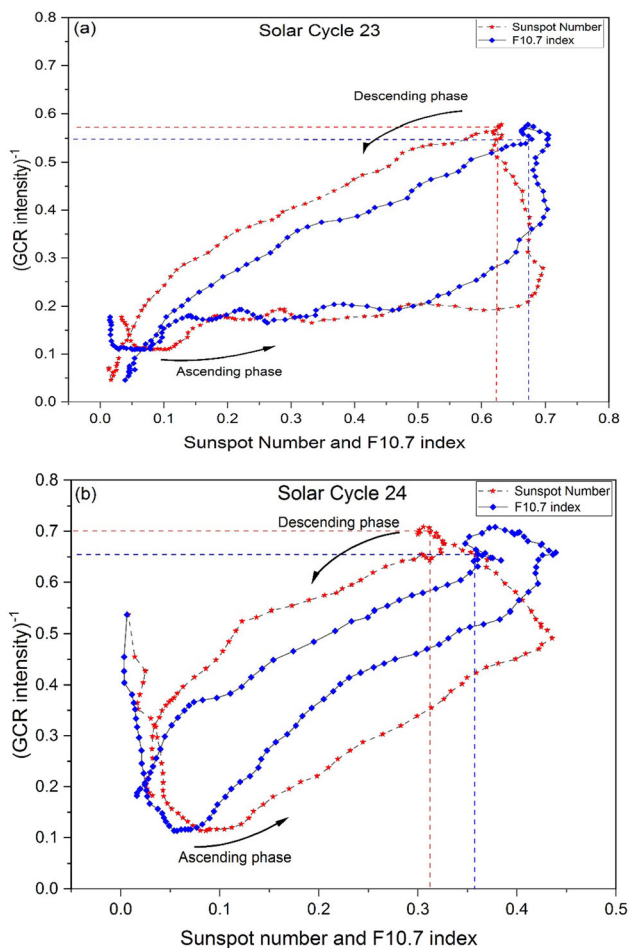 (a)
Solar Cycle 23
Sunspot Number
F10.7 index
Descending phase
Ascending phase
(GCR intensity)⁻¹
0.8
0.7
0.6
0.5
0.4
0.3
0.2
0.1
0.0
0.0 0.1 0.2 0.3 0.4 0.5 0.6 0.7 0.8
Sunspot Number and F10.7 index
(b)
Solar Cycle 24
Sunspot Number
F10.7 index
Descending phase
Ascending phase
(GCR intensity)⁻¹
0.8
0.7
0.6
0.5
0.4
0.3
0.2
0.1
0.0
0.0 0.1 0.2 0.3 0.4 0.5
Sunspot number and F10.7 index